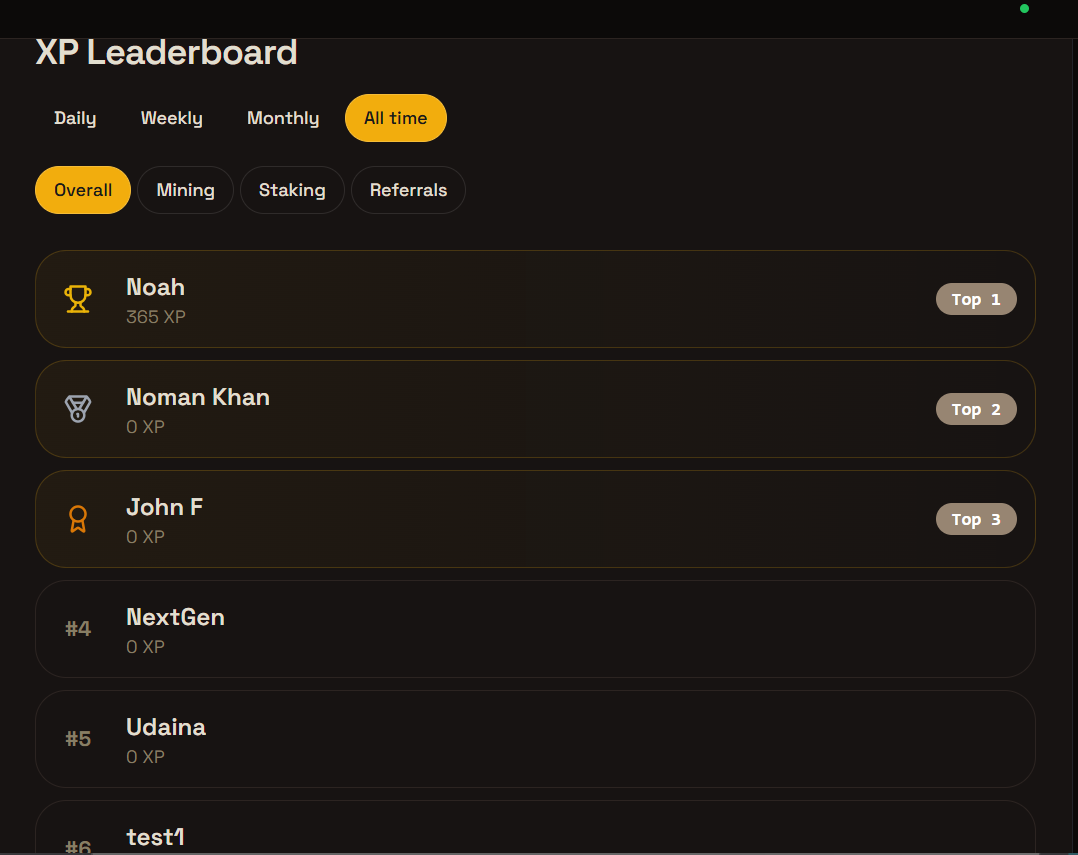 XP Leaderboard
Daily Weekly Monthly All time
Overall Mining Staking Referrals
Noah
365 XP
Top 1
Noman Khan
0 XP
Top 2
John F
0 XP
Top 3
#4
NextGen
0 XP
#5
Udaina
0 XP
#6
test1